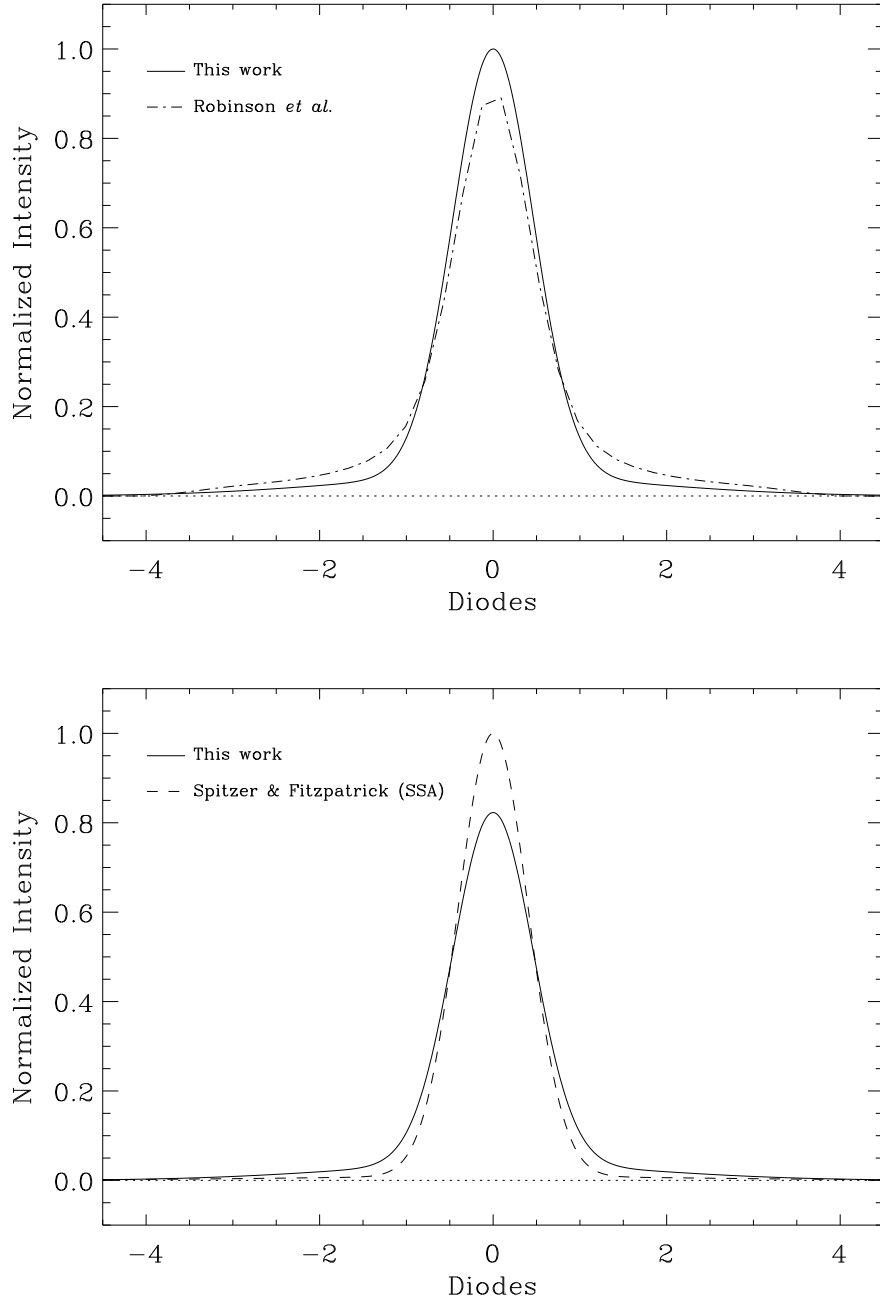 1.0
This work
Robinson et al.
0.8
0.6
0.4
0.2
0.0
Normalized Intensity
−4 −2 0 2 4
Diodes
1.0
This work
Spitzer & Fitzpatrick (SSA)
0.8
0.6
0.4
0.2
0.0
Normalized Intensity
−4 −2 0 2 4
Diodes